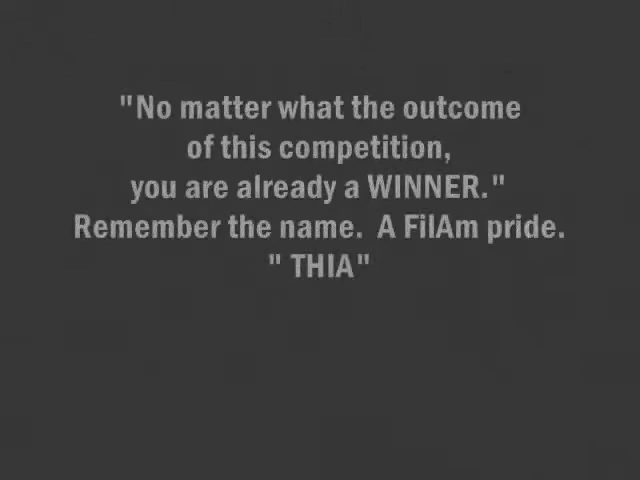 "No matter what the outcome
of this competition,
you are already a WINNER."
Remember the name.  A FilAm pride.
" THIA"